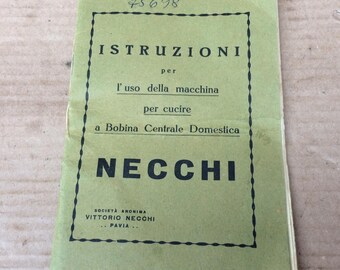 ISTRUZIONI
per
l'uso della macchina
per cucire
a Bobina Centrale Domestica
NECCHI
SOCIETÀ ANONIMA
VITTORIO NECCHI
-- PAVIA --